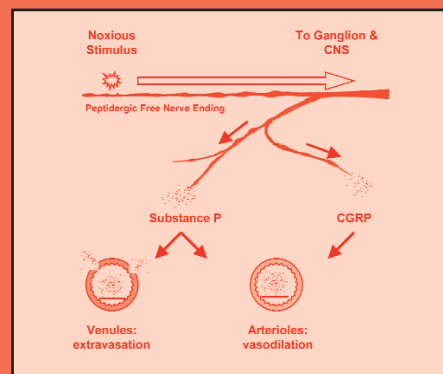 Noxious
Stimulus
To Ganglion &
CNS
Peptidergic Free Nerve Ending
Substance P
CGRP
Venules:
extravasation
Arterioles:
vasodilation